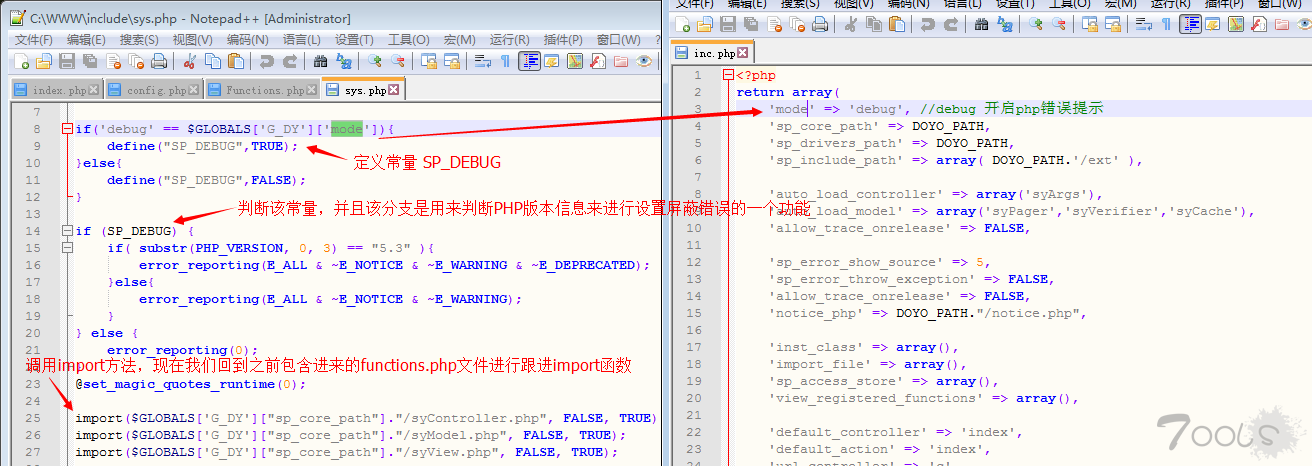 C:\WWW\include\sys.php - Notepad++ [Administrator]
文件(F) 编辑(E) 搜索(S) 视图(V) 编码(N) 语言(L) 设置(T) 工具(O) 宏(M) 运行(R) 插件(P) 窗口(W) ?
index.php config.php Functions.php sys.php
7
8 if('debug' == $GLOBALS['G_DY']['mode']){
9 define("SP_DEBUG",TRUE);
定义常量 SP_DEBUG
10 }else{
11 define("SP_DEBUG",FALSE);
12 }
13
判断该常量，并且该分支是用来判断PHP版本信息来进行设置屏蔽错误的一个功能
14 if (SP_DEBUG) {
15 if( substr(PHP_VERSION, 0, 3) == "5.3" ){
16 error_reporting(E_ALL & ~E_NOTICE & ~E_WARNING & ~E_DEPRECATED);
17 }else{
18 error_reporting(E_ALL & ~E_NOTICE & ~E_WARNING);
19 }
20 } else {
21 error_reporting(0);
调用import方法，现在我们回到之前包含进来的functions.php文件进行跟进import函数
23 @set_magic_quotes_runtime(0);
24
25 import($GLOBALS['G_DY']["sp_core_path"]."/syController.php", FALSE, TRUE)
26 import($GLOBALS['G_DY']["sp_core_path"]."/syModel.php", FALSE, TRUE);
27 import($GLOBALS['G_DY']["sp_core_path"]."/syView.php", FALSE, TRUE);
文件(F) 编辑(E) 搜索(S) 视图(V) 编码(N) 语言(L) 设置(T) 工具(O) 宏(M) 运行(R) 插件(P) 窗口(W)
inc.php
1 <?php
2 return array(
3 'mode' => 'debug', //debug 开启php错误提示
4 'sp_core_path' => DOYO_PATH,
5 'sp_drivers_path' => DOYO_PATH,
6 'sp_include_path' => array( DOYO_PATH.'/ext' ),
7
8 'auto_load_controller' => array('syArgs'),
_load_model' => array('syPager','syVerifier','syCache'),
10 'allow_trace_onrelease' => FALSE,
11
12 'sp_error_show_source' => 5,
13 'sp_error_throw_exception' => FALSE,
14 'allow_trace_onrelease' => FALSE,
15 'notice_php' => DOYO_PATH."/notice.php",
16
17 'inst_class' => array(),
18 'import_file' => array(),
19 'sp_access_store' => array(),
20 'view_registered_functions' => array(),
21
22 'default_controller' => 'index',
23 'default_action' => 'index',
7ools